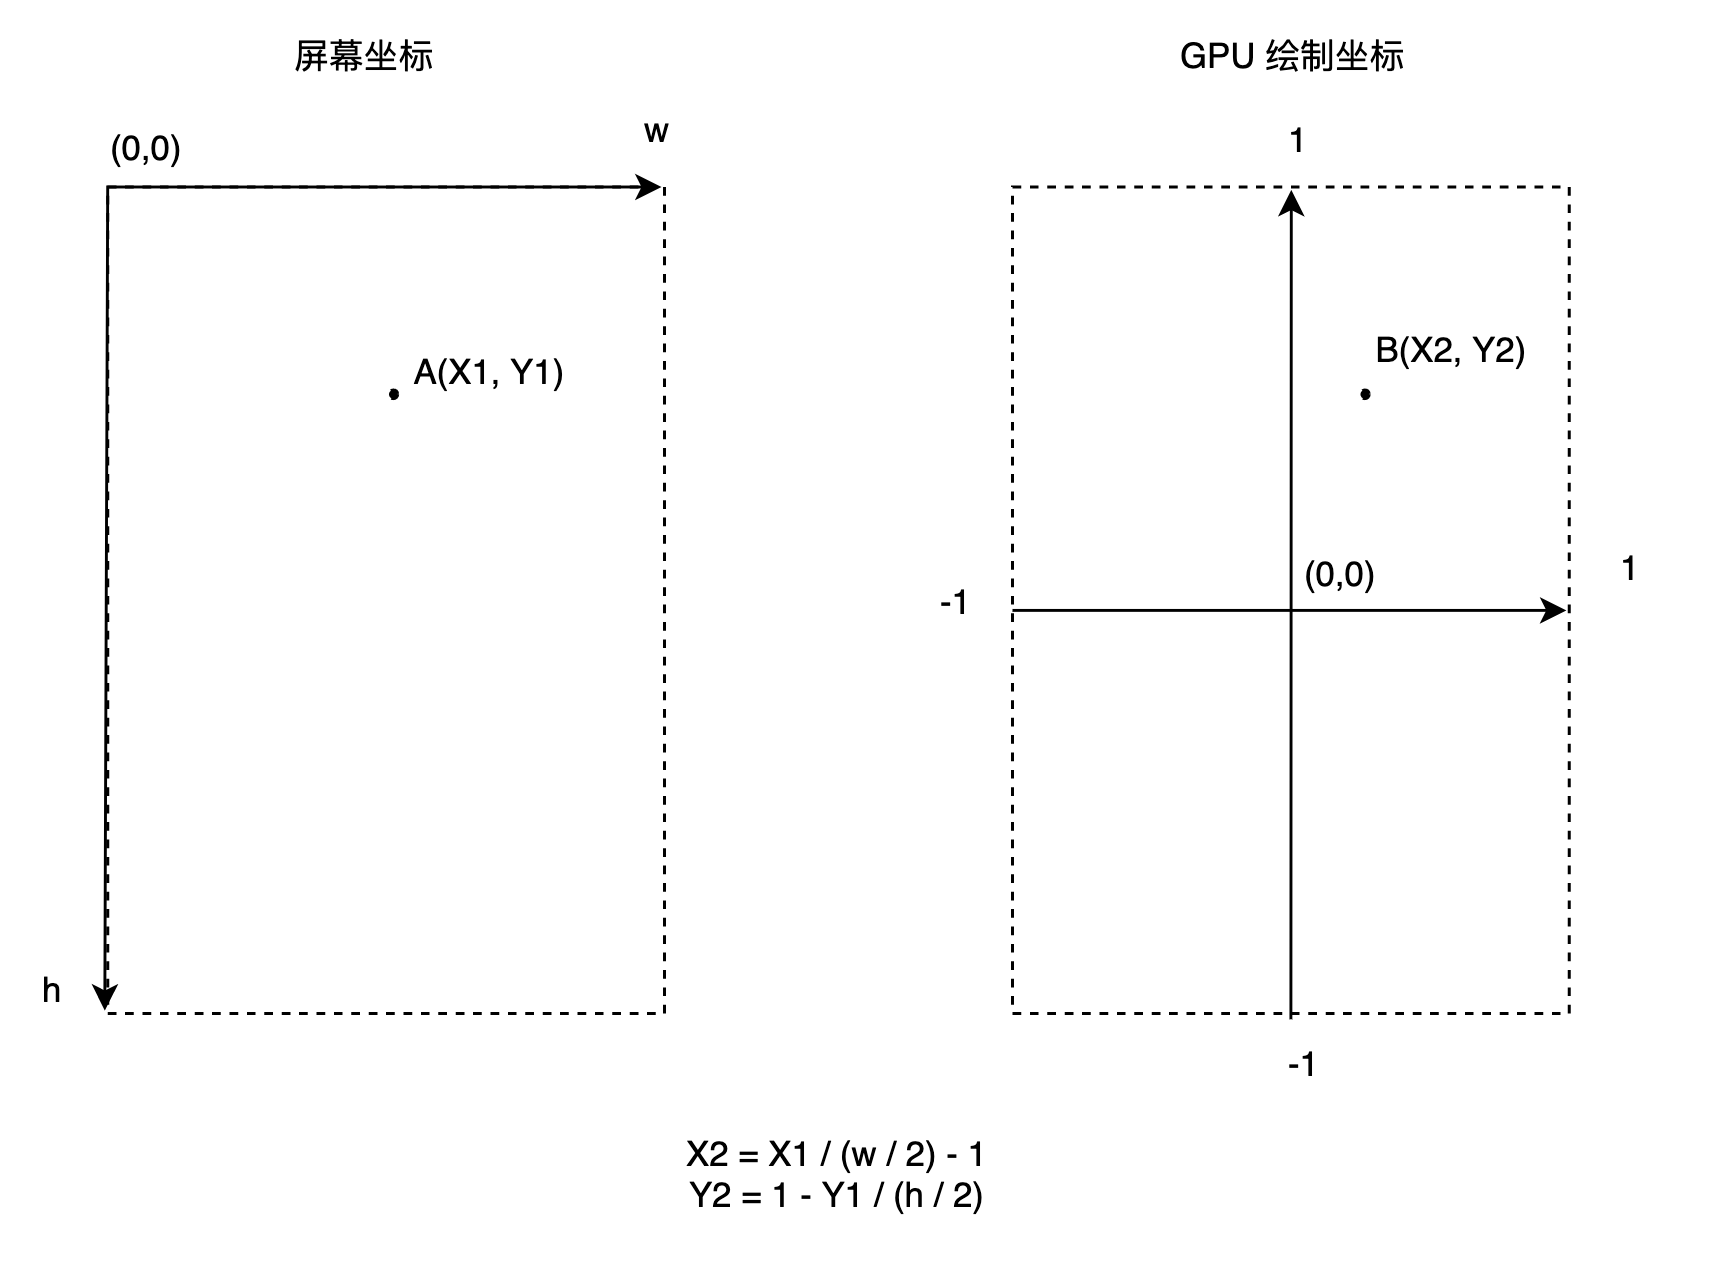 屏幕坐标
GPU 绘制坐标
(0,0)
w
1
A(X1, Y1)
B(X2, Y2)
(0,0)
1
-1
h
-1
X2 = X1 / (w / 2) - 1
Y2 = 1 - Y1 / (h / 2)